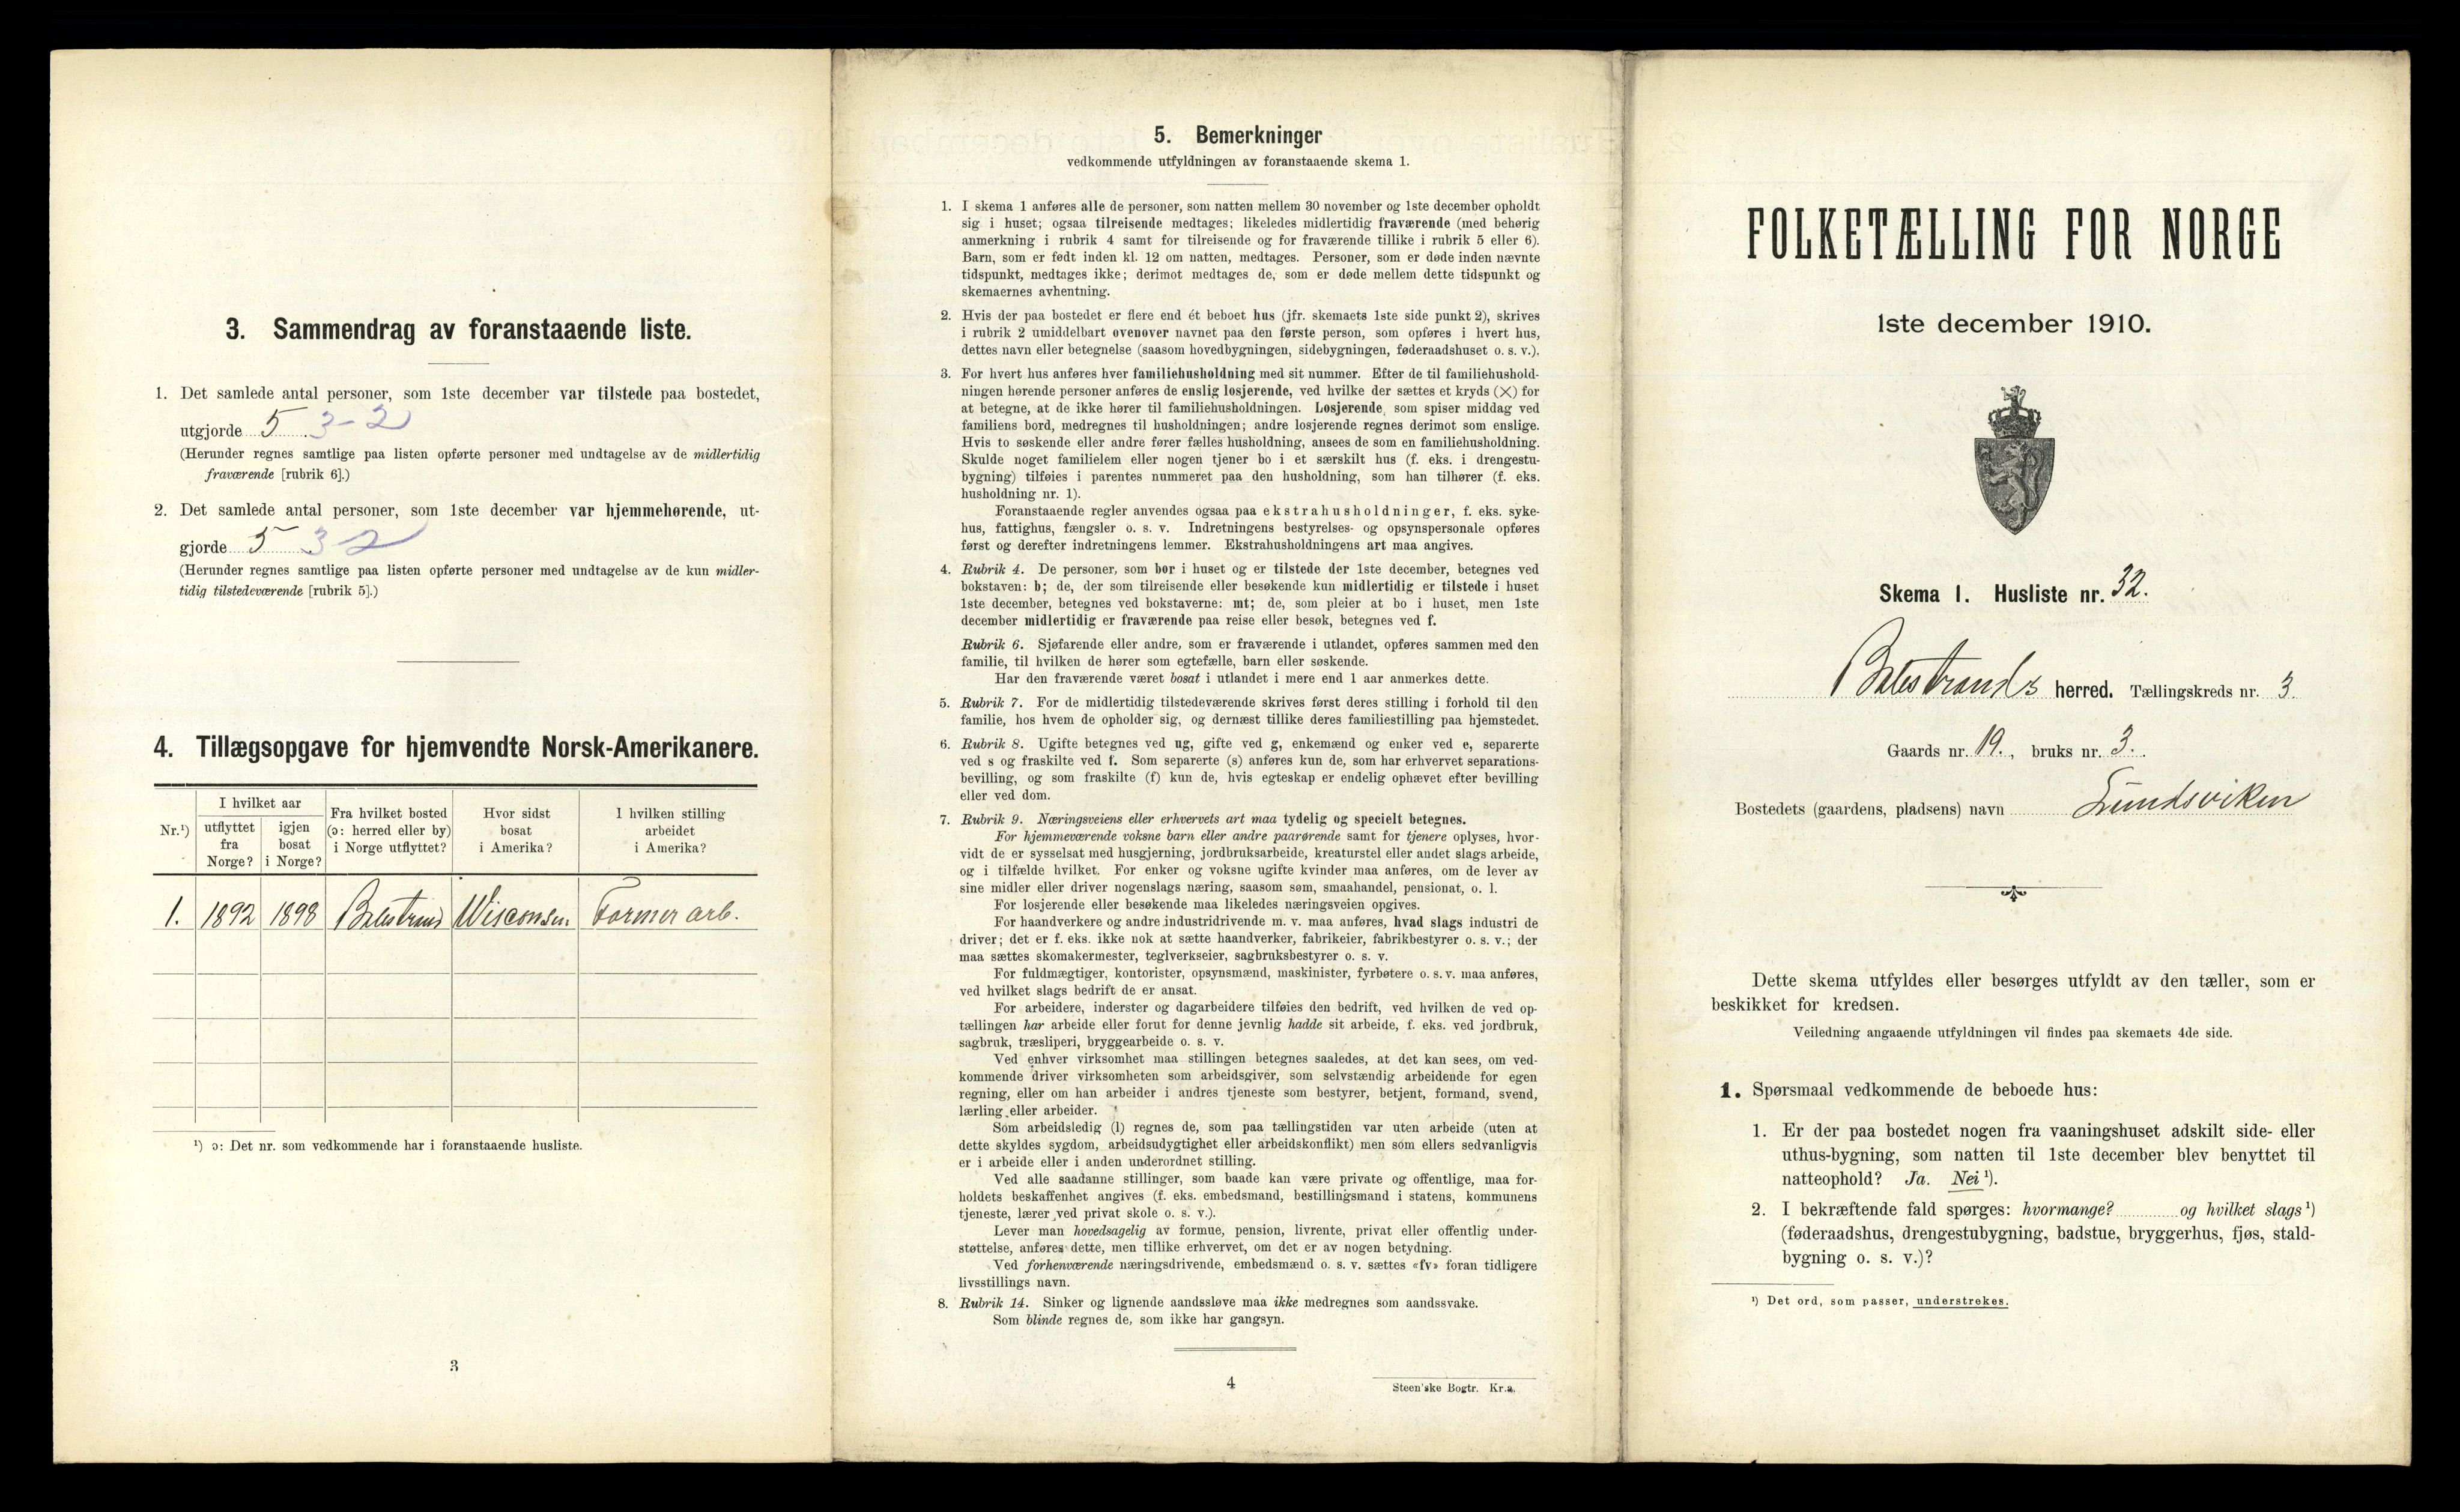 3. Sammendrag av foranstaaende liste.
1. Det samlede antal personer, som 1ste december var tilstede paa bostedet,
utgjorde 5 3-2
(Herunder regnes samtlige paa listen opførte personer med undtagelse av de midlertidig
fraværende [rubrik 6].)
2. Det samlede antal personer, som 1ste december var hjemmehørende, ut-
gjorde 5 3-2
(Herunder regnes samtlige paa listen opførte personer med undtagelse av de kun midler-
tidig tilstedeværende [rubrik 5].)
4. Tillægsopgave for hjemvendte Norsk-Amerikanere.
Nr.¹)
I hvilket aar
utflyttet fra Norge?
igjen bosat i Norge?
Fra hvilket bosted (ɔ: herred eller by) i Norge utflyttet?
Hvor sidst bosat i Amerika?
I hvilken stilling arbeidet i Amerika?
1. 1892 1898 Balestrand Wisconsin Farmer arb.
¹) ɔ: Det nr. som vedkommende har i foranstaaende husliste.
3
5. Bemerkninger
vedkommende utfyldningen av foranstaaende skema 1.
1. I skema 1 anføres alle de personer, som natten mellem 30 november og 1ste december opholdt
sig i huset; ogsaa tilreisende medtages; likeledes midlertidig fraværende (med behørig
anmerkning i rubrik 4 samt for tilreisende og for fraværende tillike i rubrik 5 eller 6).
Barn, som er født inden kl. 12 om natten, medtages. Personer, som er døde inden nævnte
tidspunkt, medtages ikke; derimot medtages de, som er døde mellem dette tidspunkt og
skemaernes avhentning.
2. Hvis der paa bostedet er flere end ét beboet hus (jfr. skemaets 1ste side punkt 2), skrives
i rubrik 2 umiddelbart ovenover navnet paa den første person, som opføres i hvert hus,
dettes navn eller betegnelse (saasom hovedbygningen, sidebygningen, føderaadshuset o. s. v.).
3. For hvert hus anføres hver familiehusholdning med sit nummer. Efter de til familiehushold-
ningen hørende personer anføres de enslig losjerende, ved hvilke der sættes et kryds (×) for
at betegne, at de ikke hører til familiehusholdningen. Losjerende, som spiser middag ved
familiens bord, medregnes til husholdningen; andre losjerende regnes derimot som enslige.
Hvis to søskende eller andre fører fælles husholdning, ansees de som en familiehusholdning.
Skulde noget familielem eller nogen tjener bo i et særskilt hus (f. eks. i drengestu-
bygning) tilføies i parentes nummeret paa den husholdning, som han tilhører (f. eks.
husholdning nr. 1).
Foranstaaende regler anvendes ogsaa paa ekstrahusholdninger, f. eks. syke-
hus, fattighus, fængsler o. s. v. Indretningens bestyrelses- og opsynspersonale opføres
først og derefter indretningens lemmer. Ekstrahusholdningens art maa angives.
4. Rubrik 4. De personer, som bor i huset og er tilstede der 1ste december, betegnes ved
bokstaven: b; de, der som tilreisende eller besøkende kun midlertidig er tilstede i huset
1ste december, betegnes ved bokstaverne: mt; de, som pleier at bo i huset, men 1ste
december midlertidig er fraværende paa reise eller besøk, betegnes ved f.
Rubrik 6. Sjøfarende eller andre, som er fraværende i utlandet, opføres sammen med den
familie, til hvilken de hører som egtefælle, barn eller søskende.
Har den fraværende været bosat i utlandet i mere end 1 aar anmerkes dette.
5. Rubrik 7. For de midlertidig tilstedeværende skrives først deres stilling i forhold til den
familie, hos hvem de opholder sig, og dernæst tillike deres familiestilling paa hjemstedet.
6. Rubrik 8. Ugifte betegnes ved ug, gifte ved g, enkemænd og enker ved e, separerte
ved s og fraskilte ved f. Som separerte (s) anføres kun de, som har erhvervet separations-
bevilling, og som fraskilte (f) kun de, hvis egteskap er endelig ophævet efter bevilling
eller ved dom.
7. Rubrik 9. Næringsveiens eller erhvervets art maa tydelig og specielt betegnes.
For hjemmeværende voksne barn eller andre paarørende samt for tjenere oplyses, hvor-
vidt de er sysselsat med husgjerning, jordbruksarbeide, kreaturstel eller andet slags arbeide,
og i tilfælde hvilket. For enker og voksne ugifte kvinder maa anføres, om de lever av
sine midler eller driver nogenslags næring, saasom søm, smaahandel, pensionat, o. l.
For losjerende eller besøkende maa likeledes næringsveien opgives.
For haandverkere og andre industridrivende m. v. maa anføres, hvad slags industri de
driver; det er f. eks. ikke nok at sætte haandverker, fabrikeier, fabrikbestyrer o. s. v.; der
maa sættes skomakermester, teglverkseier, sagbruksbestyrer o. s. v.
For fuldmægtiger, kontorister, opsynsmænd, maskinister, fyrbøtere o. s. v. maa anføres,
ved hvilket slags bedrift de er ansat.
For arbeidere, inderster og dagarbeidere tilføies den bedrift, ved hvilken de ved op-
tællingen har arbeide eller forut for denne jevnlig hadde sit arbeide, f. eks. ved jordbruk,
sagbruk, træsliperi, bryggearbeide o. s. v.
Ved enhver virksomhet maa stillingen betegnes saaledes, at det kan sees, om ved-
kommende driver virksomheten som arbeidsgiver, som selvstændig arbeidende for egen
regning, eller om han arbeider i andres tjeneste som bestyrer, betjent, formand, svend,
lærling eller arbeider.
Som arbeidsledig (l) regnes de, som paa tællingstiden var uten arbeide (uten at
dette skyldes sygdom, arbeidsudygtighet eller arbeidskonflikt) men som ellers sedvanligvis
er i arbeide eller i anden underordnet stilling.
Ved alle saadanne stillinger, som baade kan være private og offentlige, maa for-
holdets beskaffenhet angives (f. eks. embedsmand, bestillingsmand i statens, kommunens
tjeneste, lærer ved privat skole o. s. v.).
Lever man hovedsagelig av formue, pension, livrente, privat eller offentlig under-
støttelse, anføres dette, men tillike erhvervet, om det er av nogen betydning.
Ved forhenværende næringsdrivende, embedsmænd o. s. v. sættes «fv» foran tidligere
livsstillings navn.
8. Rubrik 14. Sinker og lignende aandssløve maa ikke medregnes som aandssvake.
Som blinde regnes de, som ikke har gangsyn.
4
Steen'ske Bogtr. Kr.a.
FOLKETÆLLING FOR NORGE
1ste december 1910.
Skema 1. Husliste nr. 32.
Balestrands herred. Tællingskreds nr. 3.
Gaards nr. 19., bruks nr. 3.
Bostedets (gaardens, pladsens) navn Lundsviken
Dette skema utfyldes eller besørges utfyldt av den tæller, som er
beskikket for kredsen.
Veiledning angaaende utfyldningen vil findes paa skemaets 4de side.
1. Spørsmaal vedkommende de beboede hus:
1. Er der paa bostedet nogen fra vaaningshuset adskilt side- eller
uthus-bygning, som natten til 1ste december blev benyttet til
natteophold? Ja. Nei ¹).
2. I bekræftende fald spørges: hvormange? og hvilket slags ¹)
(føderaadshus, drengestubygning, badstue, bryggerhus, fjøs, stald-
bygning o. s. v.)?
¹) Det ord, som passer, understrekes.